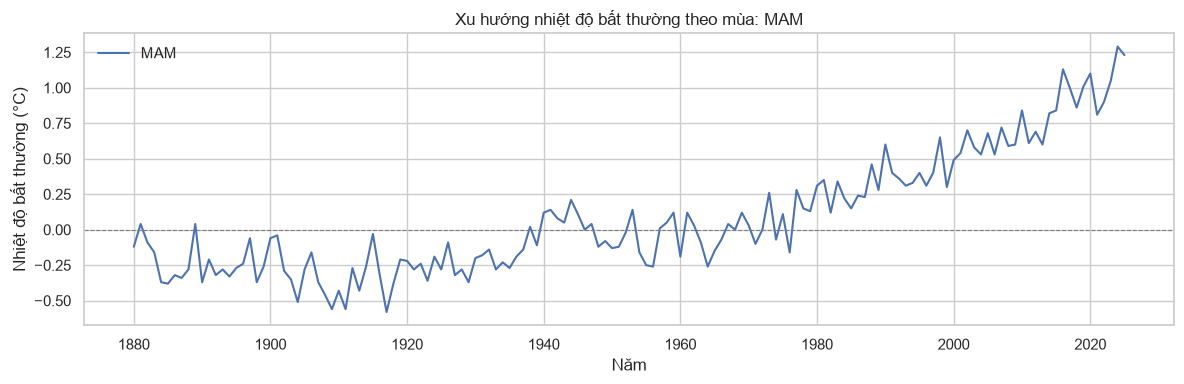 Xu hướng nhiệt độ bất thường theo mùa: MAM
MAM
Nhiệt độ bất thường (°C)
1.25
1.00
0.75
0.50
0.25
0.00
−0.25
−0.50
1880 1900 1920 1940 1960 1980 2000 2020
Năm